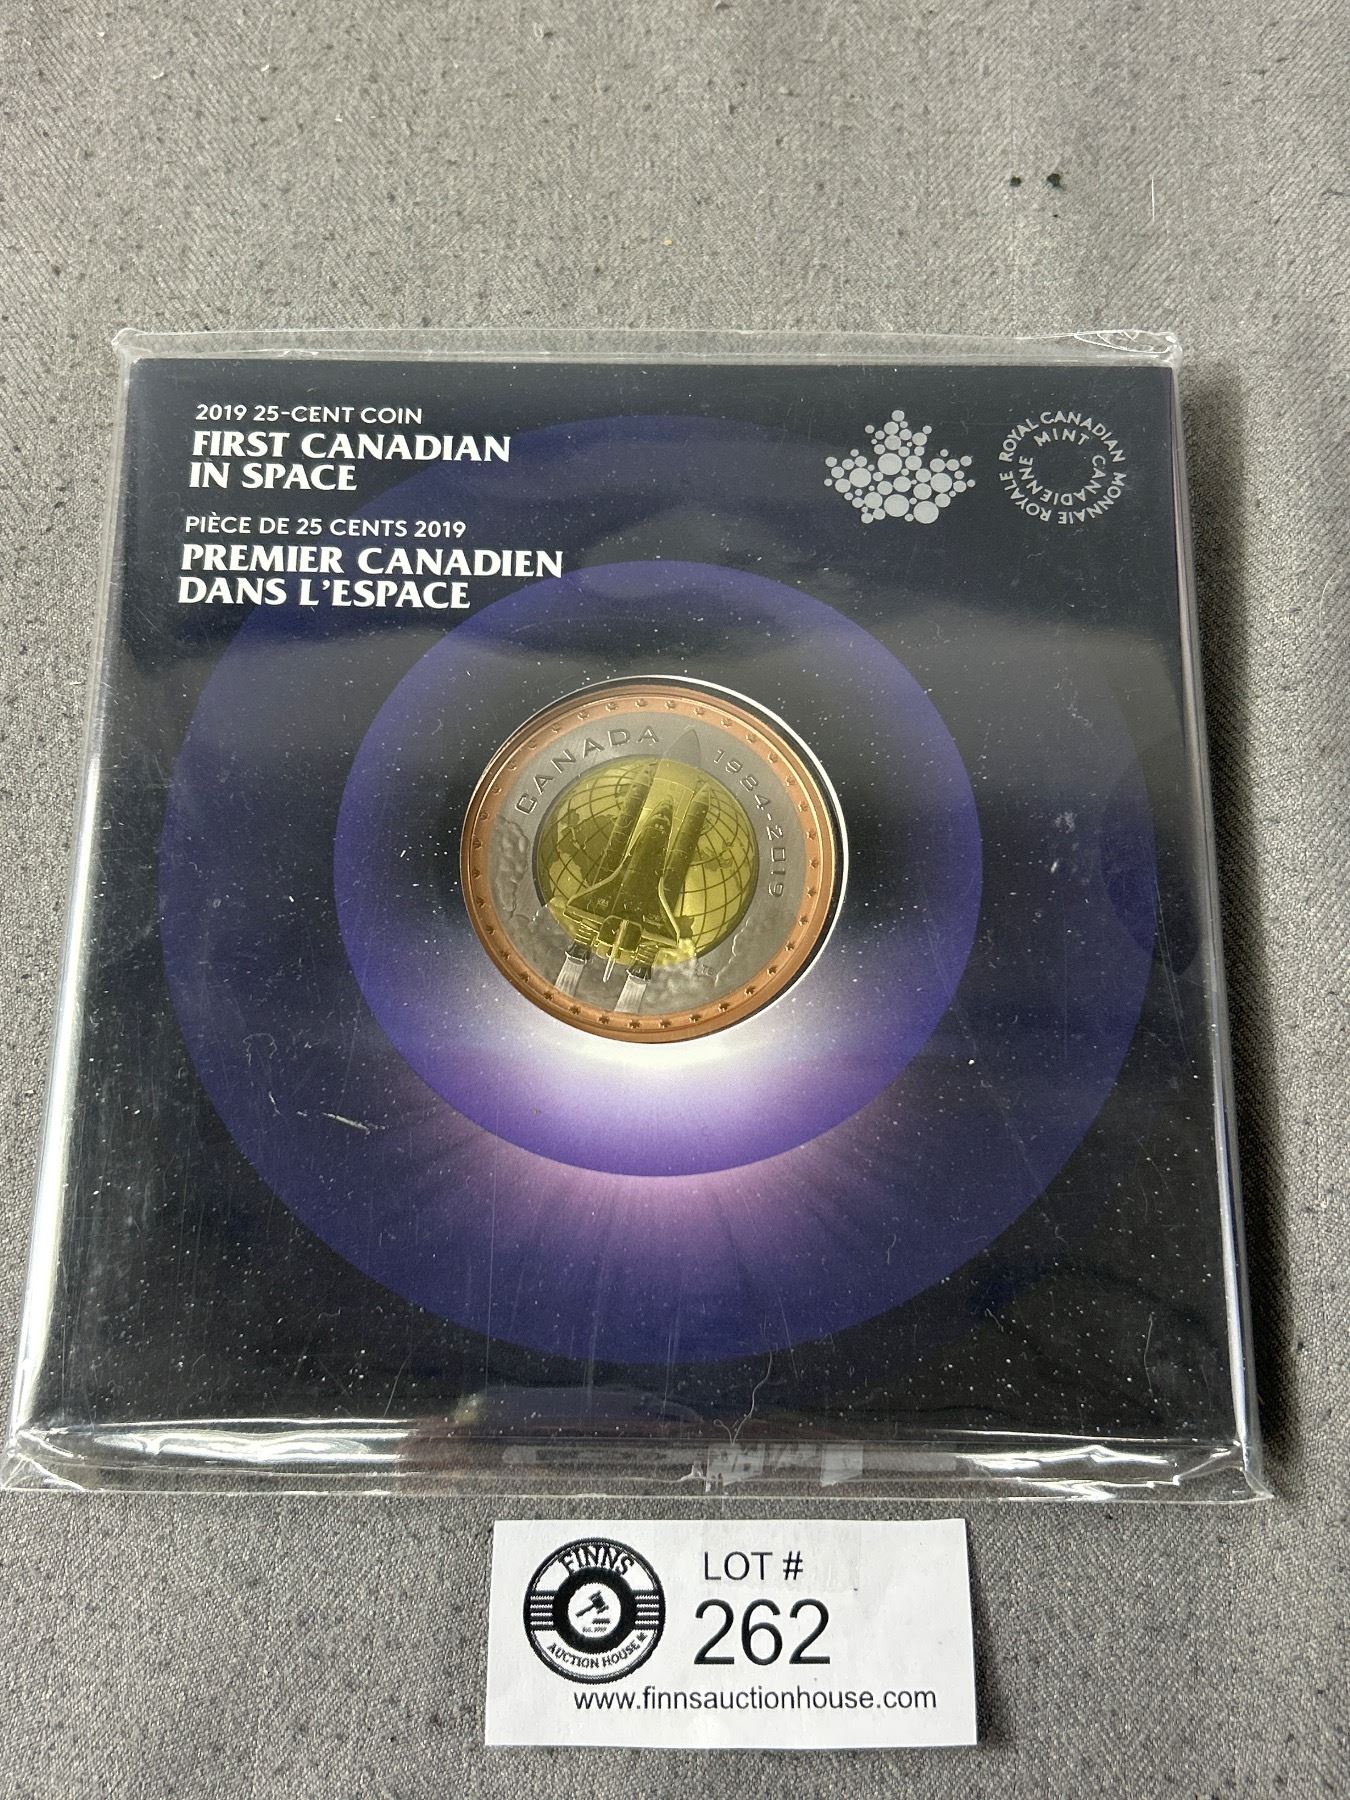 2019 25-CENT COIN
FIRST CANADIAN
IN SPACE
PIÈCE DE 25 CENTS 2019
PREMIER CANADIEN
DANS L'ESPACE
ROYAL CANADIAN MINT
MONNAIE ROYALE CANADIENNE
CANADA 1984-2019
FINNS
AUCTION HOUSE
LOT #
262
www.finnsauctionhouse.com